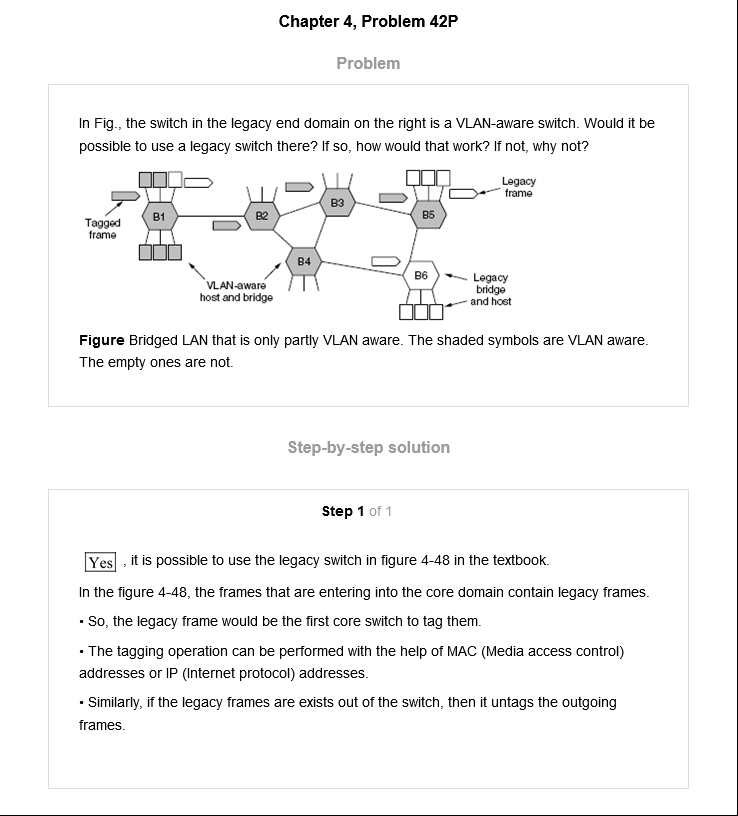 Chapter 4, Problem 42P
Problem
In Fig., the switch in the legacy end domain on the right is a VLAN-aware switch. Would it be
possible to use a legacy switch there? If so, how would that work? If not, why not?
Legacy
frame
B3
B1
B2
B5
Tagged
frame
B4
B6
VLAN-aware
host and bridge
Legacy
bridge
and host
Figure Bridged LAN that is only partly VLAN aware. The shaded symbols are VLAN aware.
The empty ones are not.
Step-by-step solution
Step 1 of 1
Yes , it is possible to use the legacy switch in figure 4-48 in the textbook.
In the figure 4-48, the frames that are entering into the core domain contain legacy frames.
• So, the legacy frame would be the first core switch to tag them.
• The tagging operation can be performed with the help of MAC (Media access control)
addresses or IP (Internet protocol) addresses.
• Similarly, if the legacy frames are exists out of the switch, then it untags the outgoing
frames.